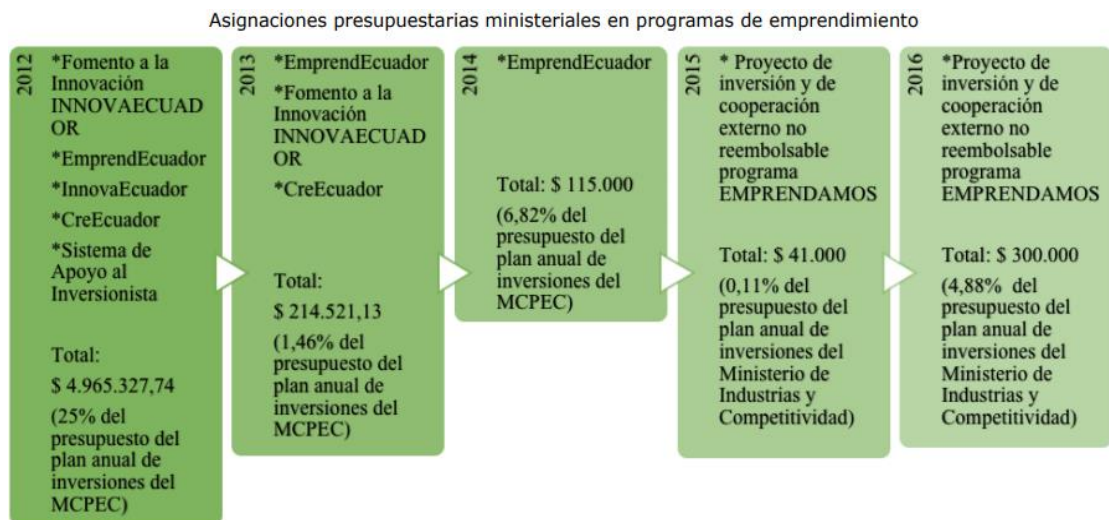 Asignaciones presupuestarias ministeriales en programas de emprendimiento
2012
*Fomento a la
Innovación
INNOVAECUAD
OR
*EmprendEcuador
*InnovaEcuador
*CreEcuador
*Sistema de
Apoyo al
Inversionista
Total:
$ 4.965.327,74
(25% del
presupuesto del
plan anual de
inversiones del
MCPEC)
2013
*EmprendEcuador
*Fomento a la
Innovación
INNOVAECUAD
OR
*CreEcuador
Total:
$ 214.521,13
(1,46% del
presupuesto del
plan anual de
inversiones del
MCPEC)
2014
*EmprendEcuador
Total: $ 115.000
(6,82% del
presupuesto del
plan anual de
inversiones del
MCPEC)
2015
* Proyecto de
inversión y de
cooperación
externo no
reembolsable
programa
EMPRENDAMOS
Total: $ 41.000
(0,11% del
presupuesto del
plan anual de
inversiones del
Ministerio de
Industrias y
Competitividad)
2016
*Proyecto de
inversión y de
cooperación
externo no
reembolsable
programa
EMPRENDAMOS
Total: $ 300.000
(4,88% del
presupuesto del
plan anual de
inversiones del
Ministerio de
Industrias y
Competitividad)